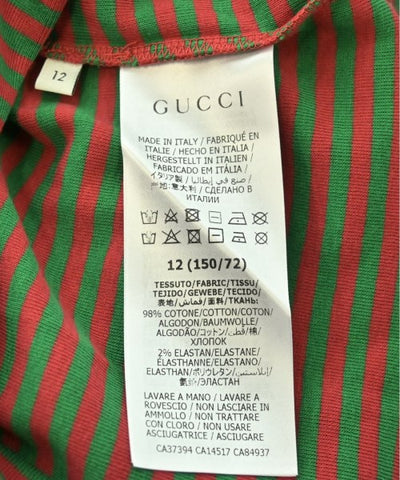 12
GUCCI
MADE IN ITALY / FABRIQUÉ EN
ITALIE / HECHO EN ITALIA /
HERGESTELLT IN ITALIEN /
FABRICADO EM ITÁLIA /
イタリア製 / صنع في إيطاليا /
产地:意大利 / СДЕЛАНО В
ИТАЛИИ
12 (150/72)
TESSUTO/FABRIC/TISSU/
TEJIDO/GEWEBE/TECIDO/
表地/قماش/面料/ТКАНЬ:
98% COTONE/COTTON/COTON/
ALGODON/BAUMWOLLE/
ALGODÃO/コットン/قطن/棉/
ХЛОПОК
2% ELASTAN/ELASTANE/
ÉLASTHANNE/ELASTANO/
ELASTHAN/ポリウレタン/إيلاستين/
氨纶/ЭЛАСТАН
LAVARE A MANO / LAVARE A
ROVESCIO / NON LASCIARE IN
AMMOLLO / NON TRATTARE
CON CLORO / NON USARE
ASCIUGATRICE / ASCIUGARE
CA37394 CA14517 CA84937